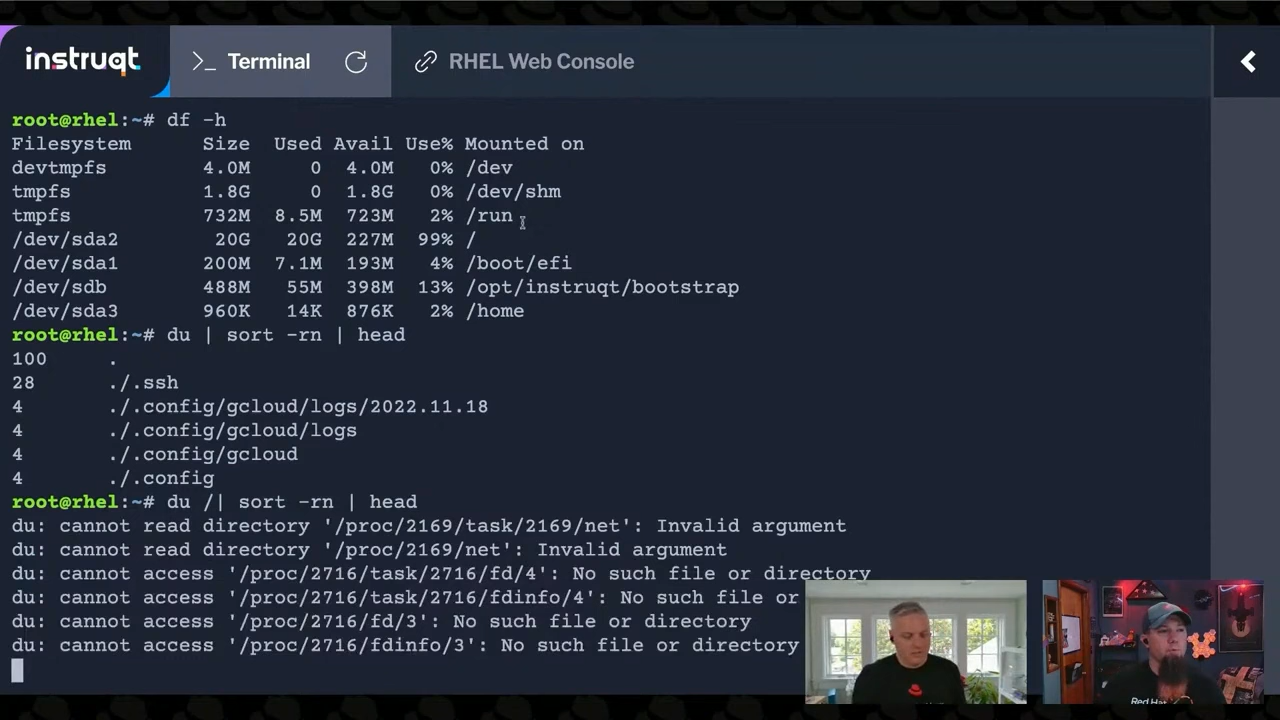 instruqt
>_ Terminal
RHEL Web Console
root@rhel:~# df -h
Filesystem Size Used Avail Use% Mounted on
devtmpfs 4.0M 0 4.0M 0% /dev
tmpfs 1.8G 0 1.8G 0% /dev/shm
tmpfs 732M 8.5M 723M 2% /run
/dev/sda2 20G 20G 227M 99% /
/dev/sda1 200M 7.1M 193M 4% /boot/efi
/dev/sdb 488M 55M 398M 13% /opt/instruqt/bootstrap
/dev/sda3 960K 14K 876K 2% /home
root@rhel:~# du | sort -rn | head
100 .
28 ./.ssh
4 ./.config/gcloud/logs/2022.11.18
4 ./.config/gcloud/logs
4 ./.config/gcloud
4 ./.config
root@rhel:~# du /| sort -rn | head
du: cannot read directory '/proc/2169/task/2169/net': Invalid argument
du: cannot read directory '/proc/2169/net': Invalid argument
du: cannot access '/proc/2716/task/2716/fd/4': No such file or directory
du: cannot access '/proc/2716/task/2716/fdinfo/4': No such file or
du: cannot access '/proc/2716/fd/3': No such file or directory
du: cannot access '/proc/2716/fdinfo/3': No such file or directory
Red Hat